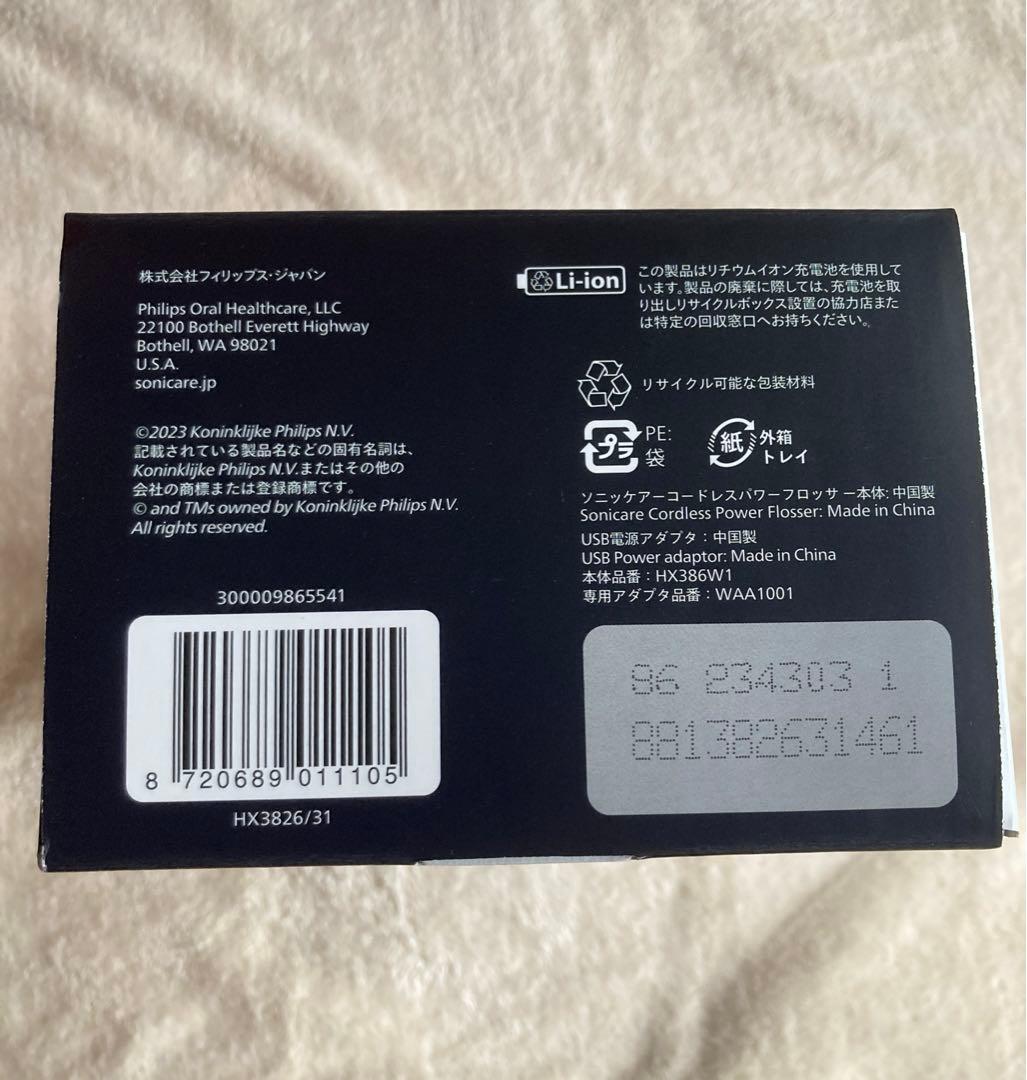 株式会社フィリップス・ジャパン
Philips Oral Healthcare, LLC
22100 Bothell Everett Highway
Bothell, WA 98021
U.S.A.
sonicare.jp
©2023 Koninklijke Philips N.V.
記載されている製品名などの固有名詞は、
Koninklijke Philips N.V.またはその他の
会社の商標または登録商標です。
© and TMs owned by Koninklijke Philips N.V.
All rights reserved.
300009865541
8 720689 011105
HX3826/31
Li-ion
この製品はリチウムイオン充電池を使用して
います。製品の廃棄に際しては、充電池を取
り出しリサイクルボックス設置の協力店また
は特定の回収窓口へお持ちください。
リサイクル可能な包装材料
プラ
PE:
袋
紙
外箱
トレイ
ソニッケアーコードレスパワーフロッサ ー本体: 中国製
Sonicare Cordless Power Flosser: Made in China
USB電源アダプタ：中国製
USB Power adaptor: Made in China
本体品番：HX386W1
専用アダプタ品番：WAA1001
86 234303 1
881382631461